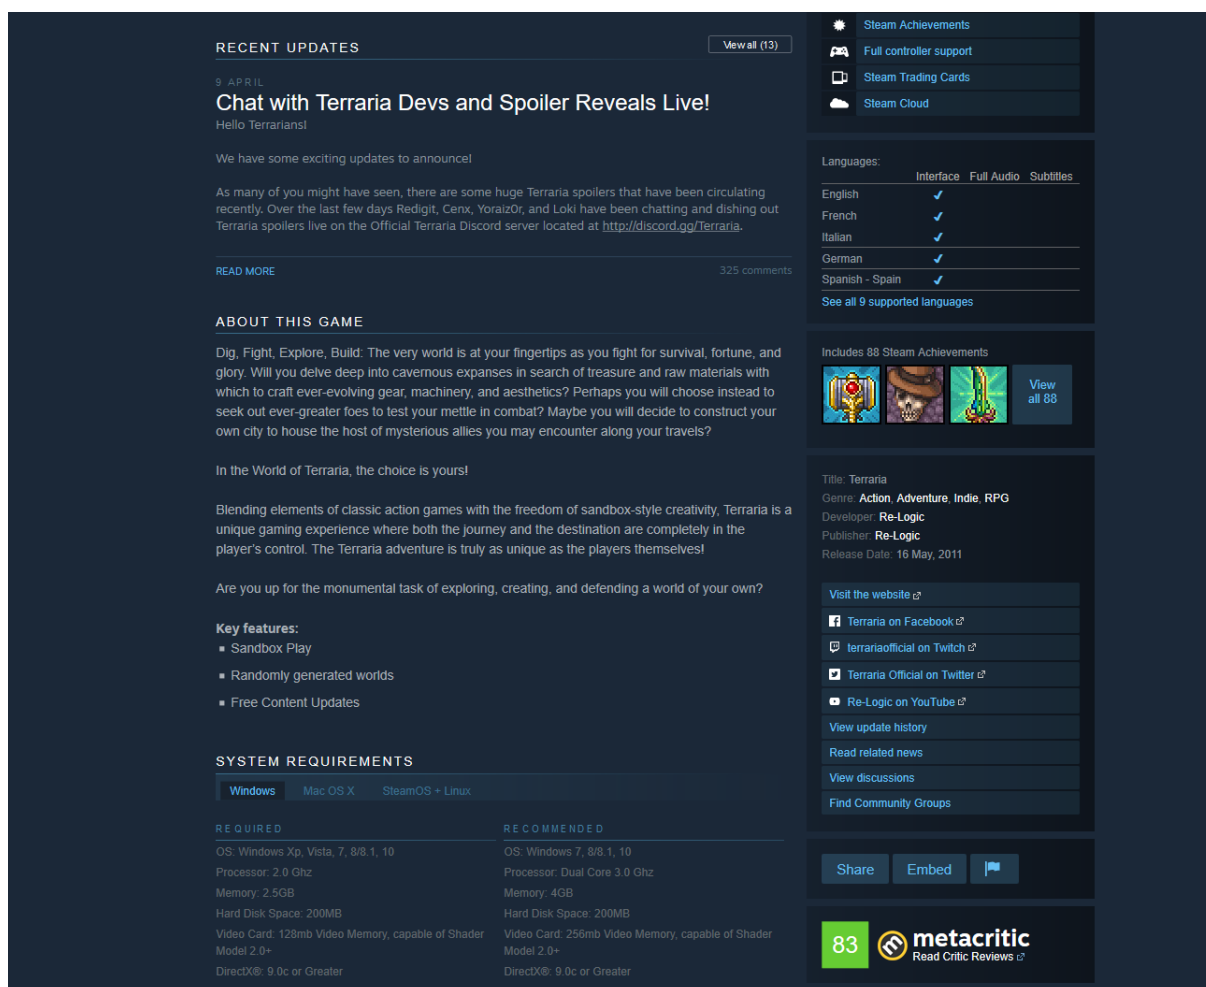 RECENT UPDATES
View all (13)
9 APRIL
Chat with Terraria Devs and Spoiler Reveals Live!
Hello Terrarians!
We have some exciting updates to announce!
As many of you might have seen, there are some huge Terraria spoilers that have been circulating
recently. Over the last few days Redigit, Cenx, Yoraiz0r, and Loki have been chatting and dishing out
Terraria spoilers live on the Official Terraria Discord server located at http://discord.gg/Terraria.
READ MORE
325 comments
ABOUT THIS GAME
Dig, Fight, Explore, Build: The very world is at your fingertips as you fight for survival, fortune, and
glory. Will you delve deep into cavernous expanses in search of treasure and raw materials with
which to craft ever-evolving gear, machinery, and aesthetics? Perhaps you will choose instead to
seek out ever-greater foes to test your mettle in combat? Maybe you will decide to construct your
own city to house the host of mysterious allies you may encounter along your travels?
In the World of Terraria, the choice is yours!
Blending elements of classic action games with the freedom of sandbox-style creativity, Terraria is a
unique gaming experience where both the journey and the destination are completely in the
player's control. The Terraria adventure is truly as unique as the players themselves!
Are you up for the monumental task of exploring, creating, and defending a world of your own?
Key features:
Sandbox Play
Randomly generated worlds
Free Content Updates
SYSTEM REQUIREMENTS
Windows Mac OS X SteamOS + Linux
REQUIRED
OS: Windows Xp, Vista, 7, 8/8.1, 10
Processor: 2.0 Ghz
Memory: 2.5GB
Hard Disk Space: 200MB
Video Card: 128mb Video Memory, capable of Shader
Model 2.0+
DirectX®: 9.0c or Greater
RECOMMENDED
OS: Windows 7, 8/8.1, 10
Processor: Dual Core 3.0 Ghz
Memory: 4GB
Hard Disk Space: 200MB
Video Card: 256mb Video Memory, capable of Shader
Model 2.0+
DirectX®: 9.0c or Greater
Steam Achievements
Full controller support
Steam Trading Cards
Steam Cloud
Languages:
Interface Full Audio Subtitles
English
French
Italian
German
Spanish - Spain
See all 9 supported languages
Includes 88 Steam Achievements
View
all 88
Title: Terraria
Genre: Action, Adventure, Indie, RPG
Developer: Re-Logic
Publisher: Re-Logic
Release Date: 16 May, 2011
Visit the website
Terraria on Facebook
terrariaofficial on Twitch
Terraria Official on Twitter
Re-Logic on YouTube
View update history
Read related news
View discussions
Find Community Groups
Share Embed
83 metacritic
Read Critic Reviews